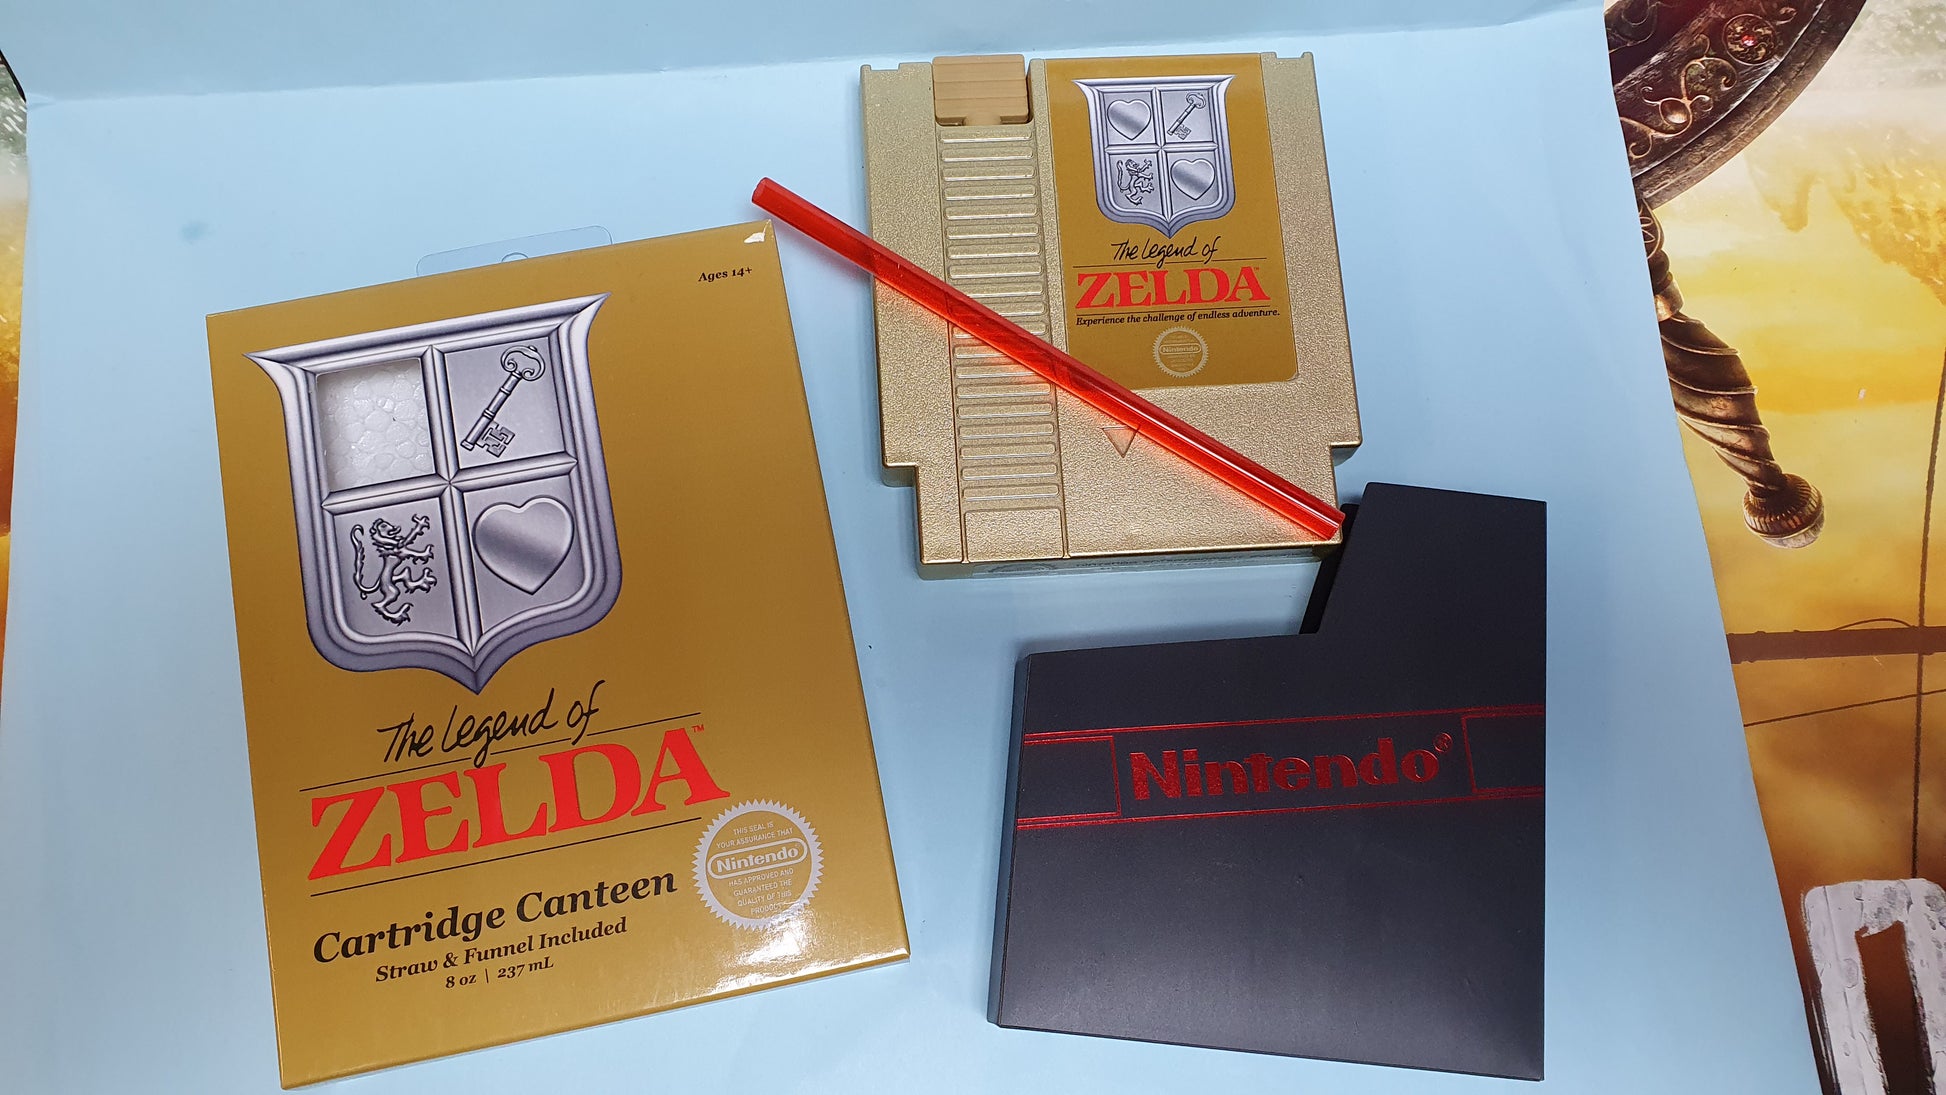 Ages 14+
The Legend of
ZELDA™
Cartridge Canteen
Straw & Funnel Included
8 oz | 237 mL
THIS SEAL IS
YOUR ASSURANCE THAT
Nintendo
HAS APPROVED AND
GUARANTEED THE
QUALITY OF THIS
PRODUCT.
The Legend of
ZELDA™
Experience the challenge of endless adventure.
Nintendo
Nintendo®